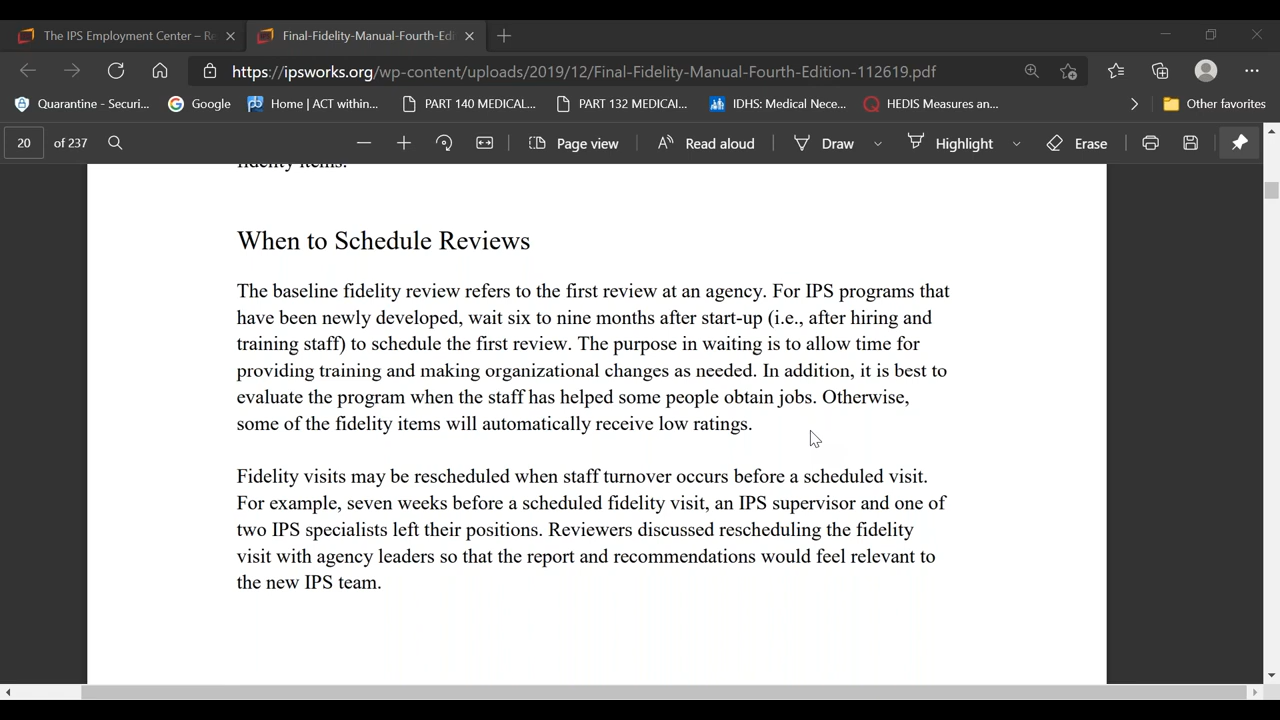 The IPS Employment Center – Re
Final-Fidelity-Manual-Fourth-Edi
https://ipsworks.org/wp-content/uploads/2019/12/Final-Fidelity-Manual-Fourth-Edition-112619.pdf
Quarantine - Securi... Google Home | ACT within... PART 140 MEDICAL... PART 132 MEDICAL... IDHS: Medical Nece... HEDIS Measures an... Other favorites
20 of 237 Page view Read aloud Draw Highlight Erase
fidelity items.
When to Schedule Reviews
The baseline fidelity review refers to the first review at an agency. For IPS programs that
have been newly developed, wait six to nine months after start-up (i.e., after hiring and
training staff) to schedule the first review. The purpose in waiting is to allow time for
providing training and making organizational changes as needed. In addition, it is best to
evaluate the program when the staff has helped some people obtain jobs. Otherwise,
some of the fidelity items will automatically receive low ratings.
Fidelity visits may be rescheduled when staff turnover occurs before a scheduled visit.
For example, seven weeks before a scheduled fidelity visit, an IPS supervisor and one of
two IPS specialists left their positions. Reviewers discussed rescheduling the fidelity
visit with agency leaders so that the report and recommendations would feel relevant to
the new IPS team.